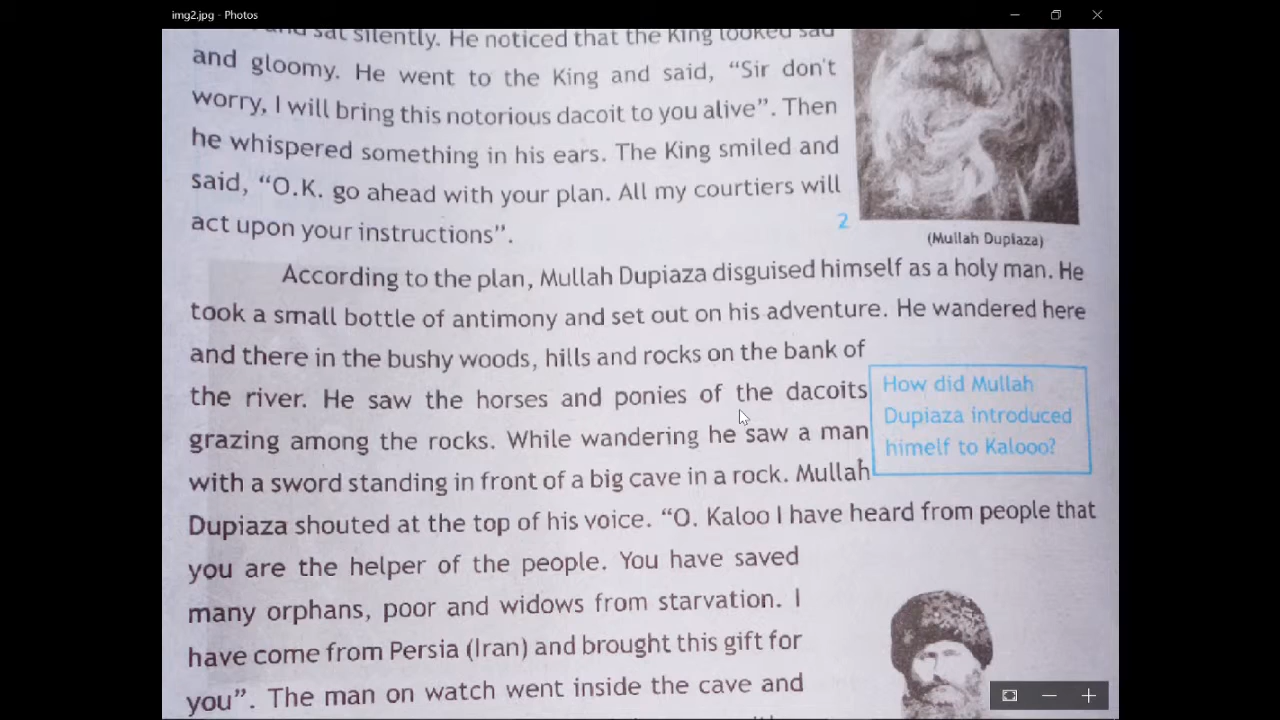 img2.jpg - Photos
and sat silently. He noticed that the King looked sad
and gloomy. He went to the King and said, "Sir don't
worry, I will bring this notorious dacoit to you alive". Then
he whispered something in his ears. The King smiled and
said, "O.K. go ahead with your plan. All my courtiers will
act upon your instructions".
2
(Mullah Dupiaza)
According to the plan, Mullah Dupiaza disguised himself as a holy man. He
took a small bottle of antimony and set out on his adventure. He wandered here
and there in the bushy woods, hills and rocks on the bank of
the river. He saw the horses and ponies of the dacoits
grazing among the rocks. While wandering he saw a man
with a sword standing in front of a big cave in a rock. Mullah
Dupiaza shouted at the top of his voice. "O. Kaloo I have heard from people that
you are the helper of the people. You have saved
many orphans, poor and widows from starvation. I
have come from Persia (Iran) and brought this gift for
you". The man on watch went inside the cave and
How did Mullah
Dupiaza introduced
himelf to Kalooo?